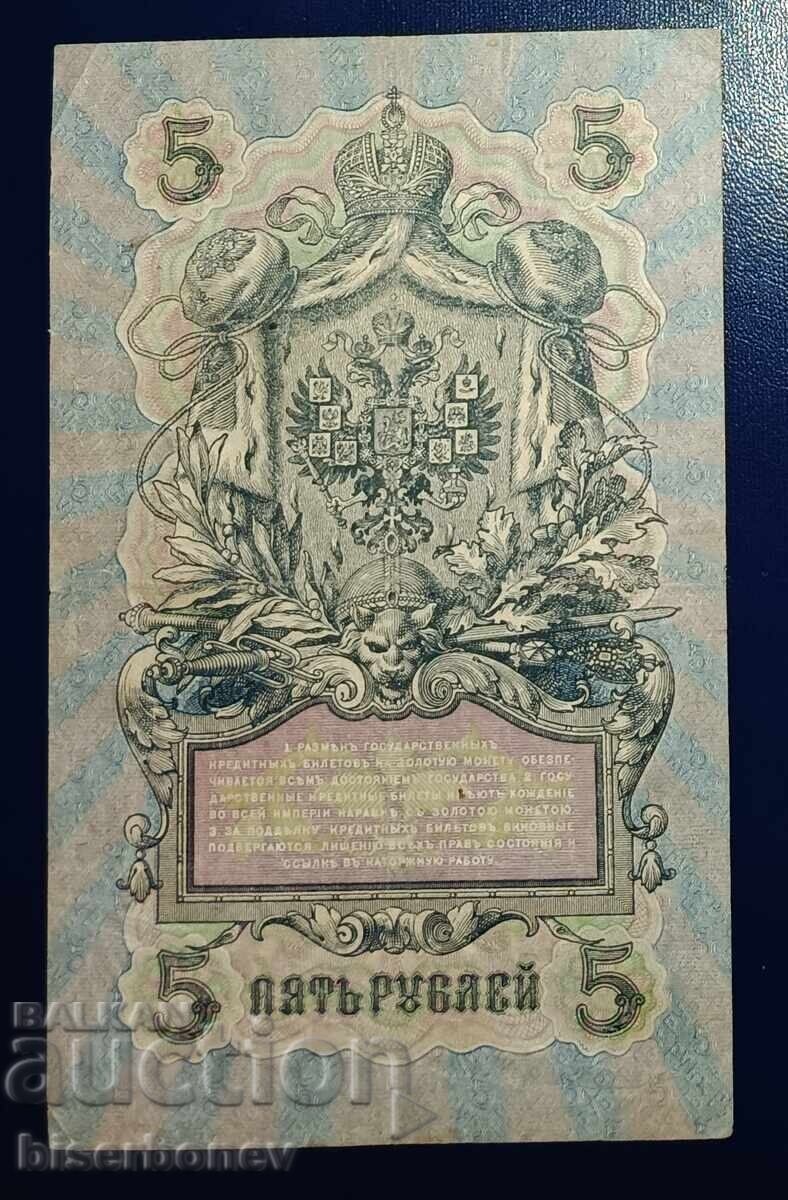 5 5
1. РАЗМѢНЪ ГОСУДАРСТВЕННЫХЪ
КРЕДИТНЫХЪ БИЛЕТОВЪ НА ЗОЛОТУЮ МОНЕТУ ОБЕЗПЕ-
ЧИВАЕТСЯ ВСѢМЪ ДОСТОЯНІЕМЪ ГОСУДАРСТВА 2. ГОСУ-
ДАРСТВЕННЫЕ КРЕДИТНЫЕ БИЛЕТЫ ИМѢЮТЪ ХОЖДЕНІЕ
ВО ВСЕЙ ИМПЕРІИ НАРАВНѢ СЪ ЗОЛОТОЮ МОНЕТОЮ.
3. ЗА ПОДДѢЛКУ КРЕДИТНЫХЪ БИЛЕТОВЪ ВИНОВНЫЕ
ПОДВЕРГАЮТСЯ ЛИШЕНІЮ ВСѢХЪ ПРАВЪ СОСТОЯНІЯ И
ССЫЛКѢ ВЪ КАТОРЖНУЮ РАБОТУ.
5 ПЯТЬ РУБЛЕЙ 5
BALKAN
auction
biserbonev